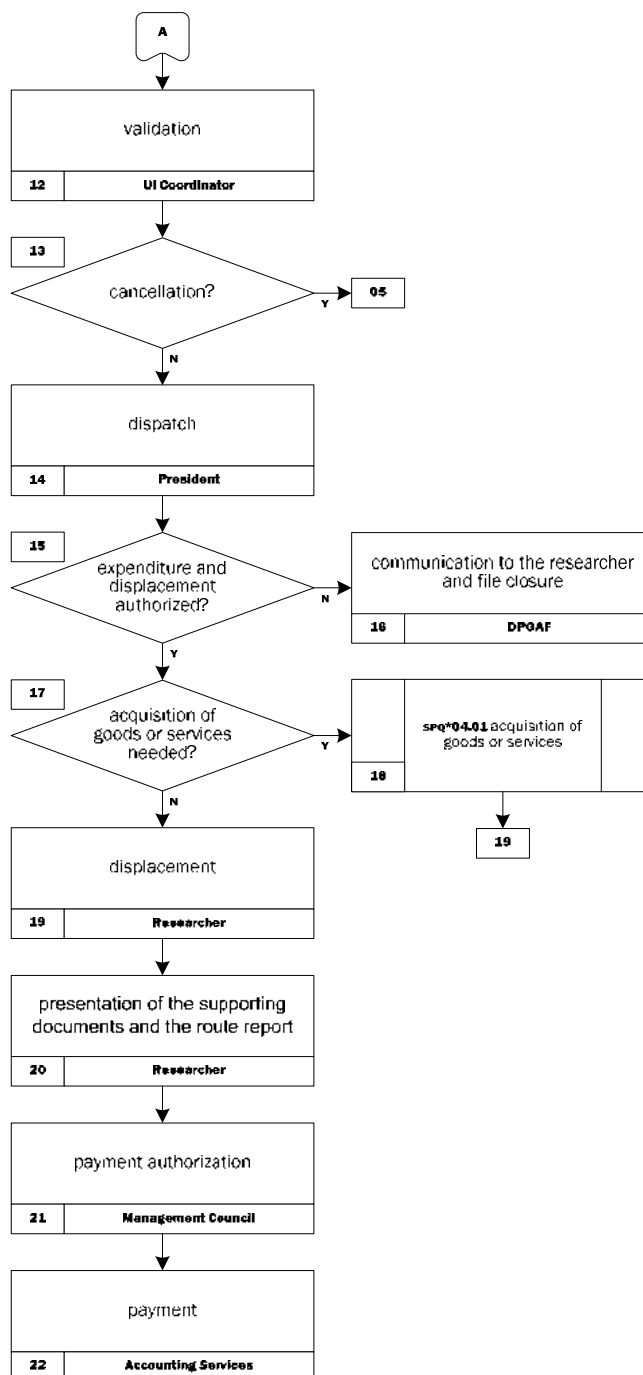 A
validation
12 UI Coordinator
13
cancellation?
Y
05
N
dispatch
14 President
15
expenditure and
displacement
authorized?
N
communication to the researcher
and file closure
16 DPGAF
Y
17
acquisition of
goods or services
needed?
Y
SPQ*04.01 acquisition of
goods or services
18
N
19
displacement
19 Researcher
presentation of the supporting
documents and the route report
20 Researcher
payment authorization
21 Management Council
payment
22 Accounting Services